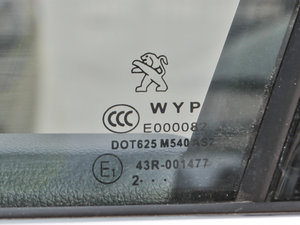 CCC WYP
E000082
DOT625 M540 AS2
E1 43R-001477
2····